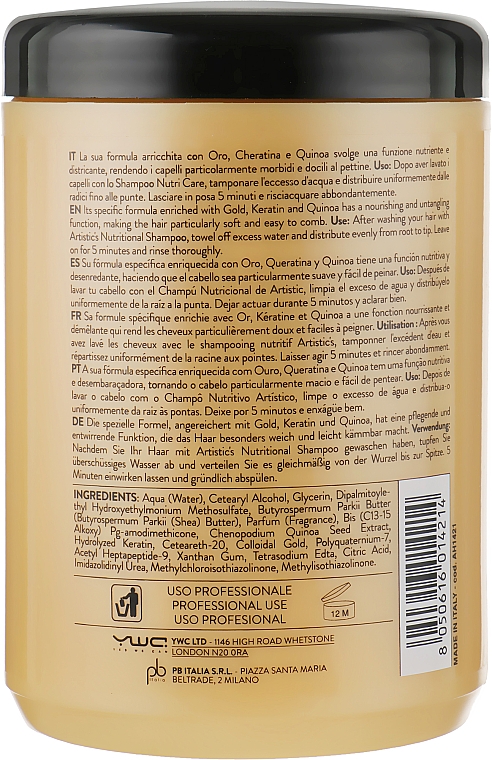 IT La sua formula arricchita con Oro, Cheratina e Quinoa svolge una funzione nutriente e
districante, rendendo i capelli particolarmente morbidi e docili al pettine. Uso: Dopo aver lavato i
capelli con lo Shampoo Nutri Care, tamponare l'eccesso d'acqua e distribuire uniformemente dalle
radici fino alle punte. Lasciare in posa 5 minuti e risciacquare abbondantemente.
EN Its specific formula enriched with Gold, Keratin and Quinoa has a nourishing and untangling
function, making the hair particularly soft and easy to comb. Use: After washing your hair with
Artistic's Nutritional Shampoo, towel off excess water and distribute evenly from root to tip. Leave
on for 5 minutes and rinse thoroughly.
ES Su fórmula específica enriquecida con Oro, Queratina y Quinoa tiene una función nutritiva y
desenredante, haciendo que el cabello sea particularmente suave y fácil de peinar. Uso: Después de
lavar tu cabello con el Champú Nutricional de Artistic, limpia el exceso de agua y distribúyelo
uniformemente de la raíz a la punta. Dejar actuar durante 5 minutos y aclarar bien.
FR Sa formule spécifique enrichie avec Or, Kératine et Quinoa a une fonction nourrissante et
démêlante qui rend les cheveux particulièrement doux et faciles à peigner. Utilisation : Après vous
avez lavé les cheveux avec le shampooing nutritif Artistic's, tamponner l'excédent d'eau et
répartissez uniformément de la racine aux pointes. Laisser agir 5 minutes et rincer abondamment.
PT A sua fórmula específica enriquecida com Ouro, Queratina e Quinoa tem uma função nutritiva
e desembaraçadora, tornando o cabelo particularmente macio e fácil de pentear. Uso: Depois de
lavar o cabelo com o Champô Nutritivo Artístico, limpe o excesso de água e distribua-o
uniformemente da raiz às pontas. Deixe por 5 minutos e enxágüe bem.
DE Die spezielle Formel, angereichert mit Gold, Keratin und Quinoa, hat eine pflegende und
entwirrende Funktion, die das Haar besonders weich und leicht kämmbar macht. Verwendung:
Nachdem Sie Ihr Haar mit Artistic's Nutritional Shampoo gewaschen haben, tupfen Sie
überschüssiges Wasser ab und verteilen Sie es gleichmäßig von der Wurzel bis zur Spitze. 5
Minuten einwirken lassen und gründlich abspülen.
INGREDIENTS: Aqua (Water), Cetearyl Alcohol, Glycerin, Dipalmitoyle-
thyl Hydroxyethylmonium Methosulfate, Butyrospermum Parkii Butter
(Butyrospermum Parkii (Shea) Butter), Parfum (Fragrance), Bis (C13-15
Alkoxy) Pg-amodimethicone, Chenopodium Quinoa Seed Extract,
Hydrolyzed Keratin, Ceteareth-20, Colloidal Gold, Polyquaternium-7,
Acetyl Heptapeptide-9, Xanthan Gum, Tetrasodium Edta, Citric Acid,
Imidazolidinyl Urea, Methylchloroisothiazolinone, Methylisothiazolinone.
USO PROFESSIONALE
PROFESSIONAL USE
USO PROFESIONAL
12 M
YWC
YWC LTD - 1146 HIGH ROAD WHETSTONE
LONDON N20 0RA
pb
italia
PB ITALIA S.R.L. - PIAZZA SANTA MARIA
BELTRADE, 2 MILANO
8 050616 014214
MADE IN ITALY - cod. AH1421